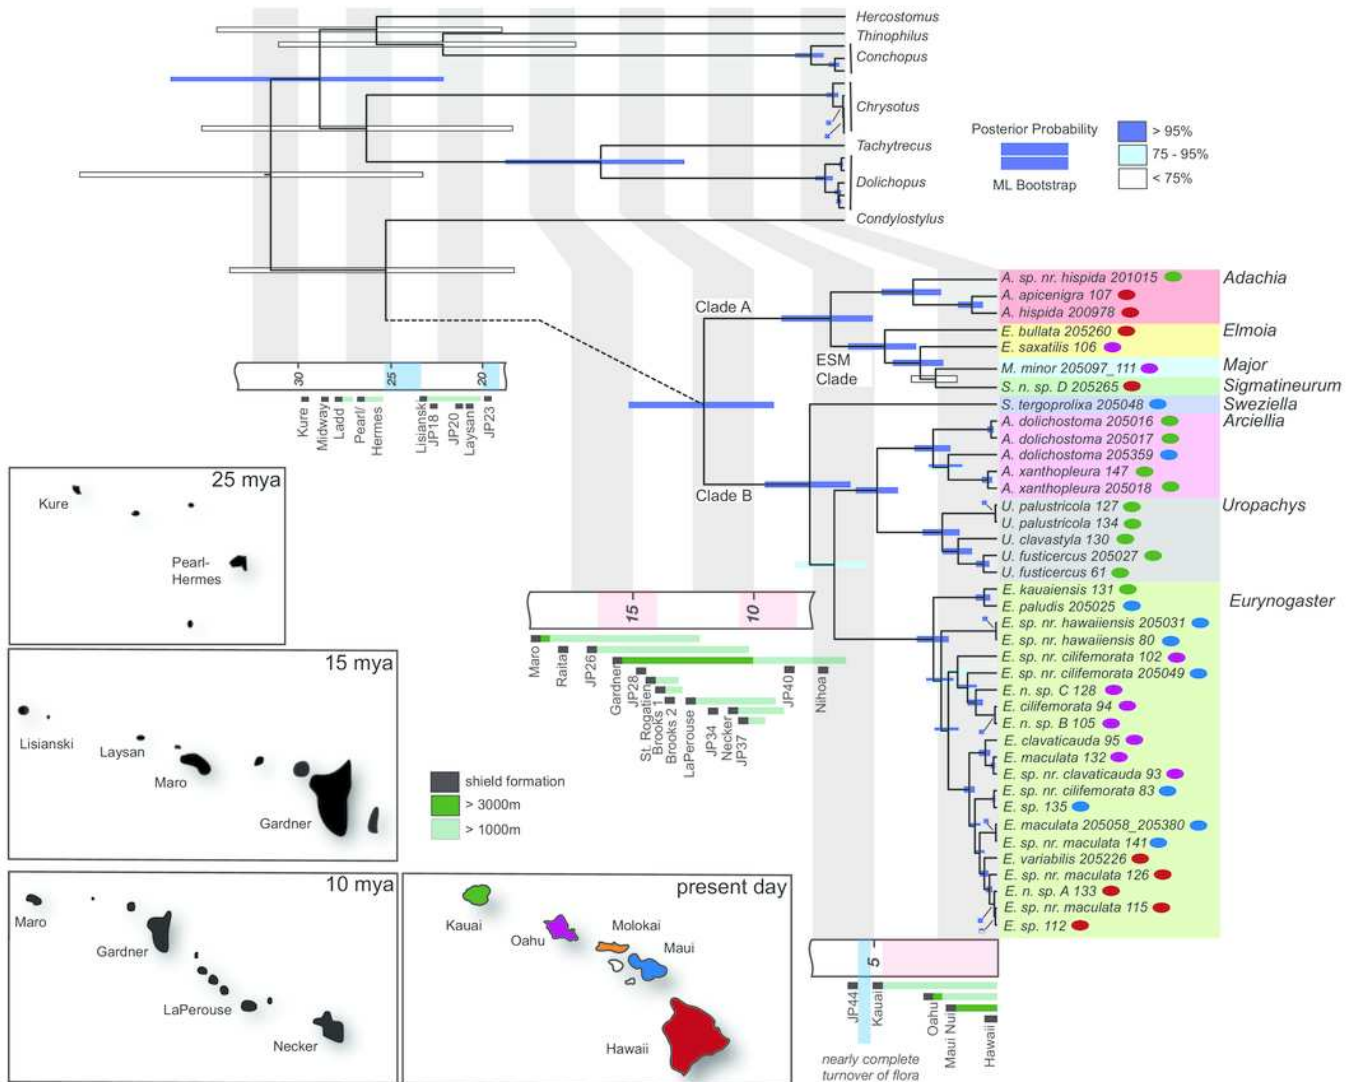 Hercostomus
Thinophilus
Conchopus
Chrysotus
Tachytrecus
Dolichopus
Condylostylus
Posterior Probability
ML Bootstrap
> 95%
75 - 95%
< 75%
Clade A
Clade B
ESM
Clade
A. sp. nr. hispida 201015
A. apicenigra 107
A. hispida 200978
Adachia
E. bullata 205260
E. saxatilis 106
Elmoia
M. minor 205097_111
Major
S. n. sp. D 205265
Sigmatineurum
S. tergoprolixa 205048
Sweziella
A. dolichostoma 205016
A. dolichostoma 205017
A. dolichostoma 205359
A. xanthopleura 147
A. xanthopleura 205018
Arciellia
U. palustricola 127
U. palustricola 134
U. clavastyla 130
U. fusticercus 205027
U. fusticercus 61
Uropachys
E. kauaiensis 131
E. paludis 205025
E. sp. nr. hawaiiensis 205031
E. sp. nr. hawaiiensis 80
E. sp. nr. cilifemorata 102
E. sp. nr. cilifemorata 205049
E. n. sp. C 128
E. cilifemorata 94
E. n. sp. B 105
E. clavaticauda 95
E. maculata 132
E. sp. nr. clavaticauda 93
E. sp. nr. cilifemorata 83
E. sp. 135
E. maculata 205058_205380
E. sp. nr. maculata 141
E. variabilis 205226
E. sp. nr. maculata 126
E. n. sp. A 133
E. sp. nr. maculata 115
E. sp. 112
Eurynogaster
30
25
20
Kure
Midway
Ladd
Pearl/
Hermes
Lisianski
JP18
JP20
Laysan
JP23
15
10
Maro
Raita
JP26
Gardner
JP28
St. Rogatien
Brooks 1
Brooks 2
LaPerouse
JP34
Necker
JP37
JP40
Nihoa
shield formation
> 3000m
> 1000m
5
JP44
Kauai
Oahu
Maui Nui
Hawaii
nearly complete
turnover of flora
25 mya
Kure
Pearl-
Hermes
15 mya
Lisianski
Laysan
Maro
Gardner
10 mya
Maro
Gardner
LaPerouse
Necker
present day
Kauai
Oahu
Molokai
Maui
Hawaii